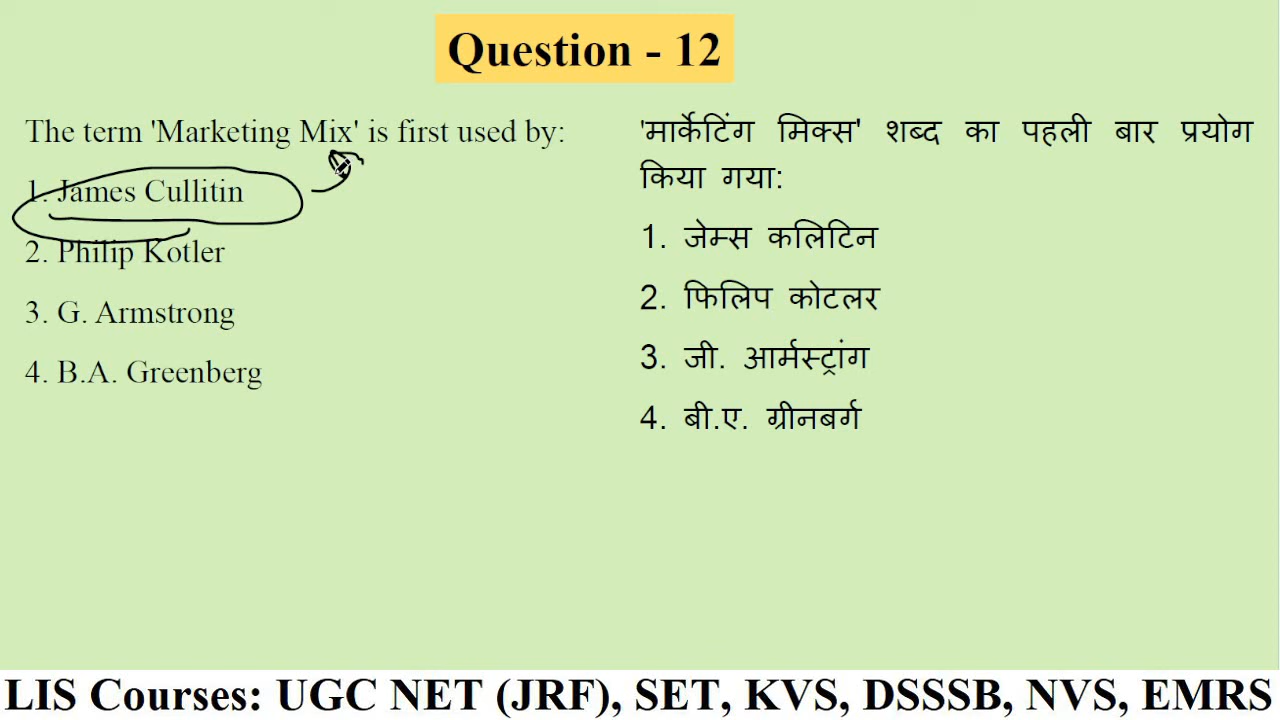 Question - 12
The term 'Marketing Mix' is first used by:
1. James Cullitin
2. Philip Kotler
3. G. Armstrong
4. B.A. Greenberg
'मार्केटिंग मिक्स' शब्द का पहली बार प्रयोग
किया गया:
1. जेम्स कलिटिन
2. फिलिप कोटलर
3. जी. आर्मस्ट्रांग
4. बी.ए. ग्रीनबर्ग
LIS Courses: UGC NET (JRF), SET, KVS, DSSSB, NVS, EMRS